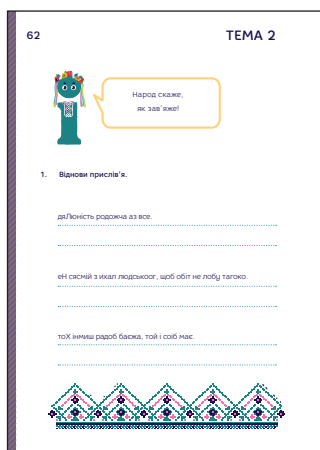 62
ТЕМА 2
Народ скаже,
як зав’яже!
1. Віднови прислів’я.
дяЛюність родожча аз все.
еН сясмій з ихал людськоог, щоб обіт не лобу тагоко.
тоХ інмиш радоб баєжа, той і соіб має.